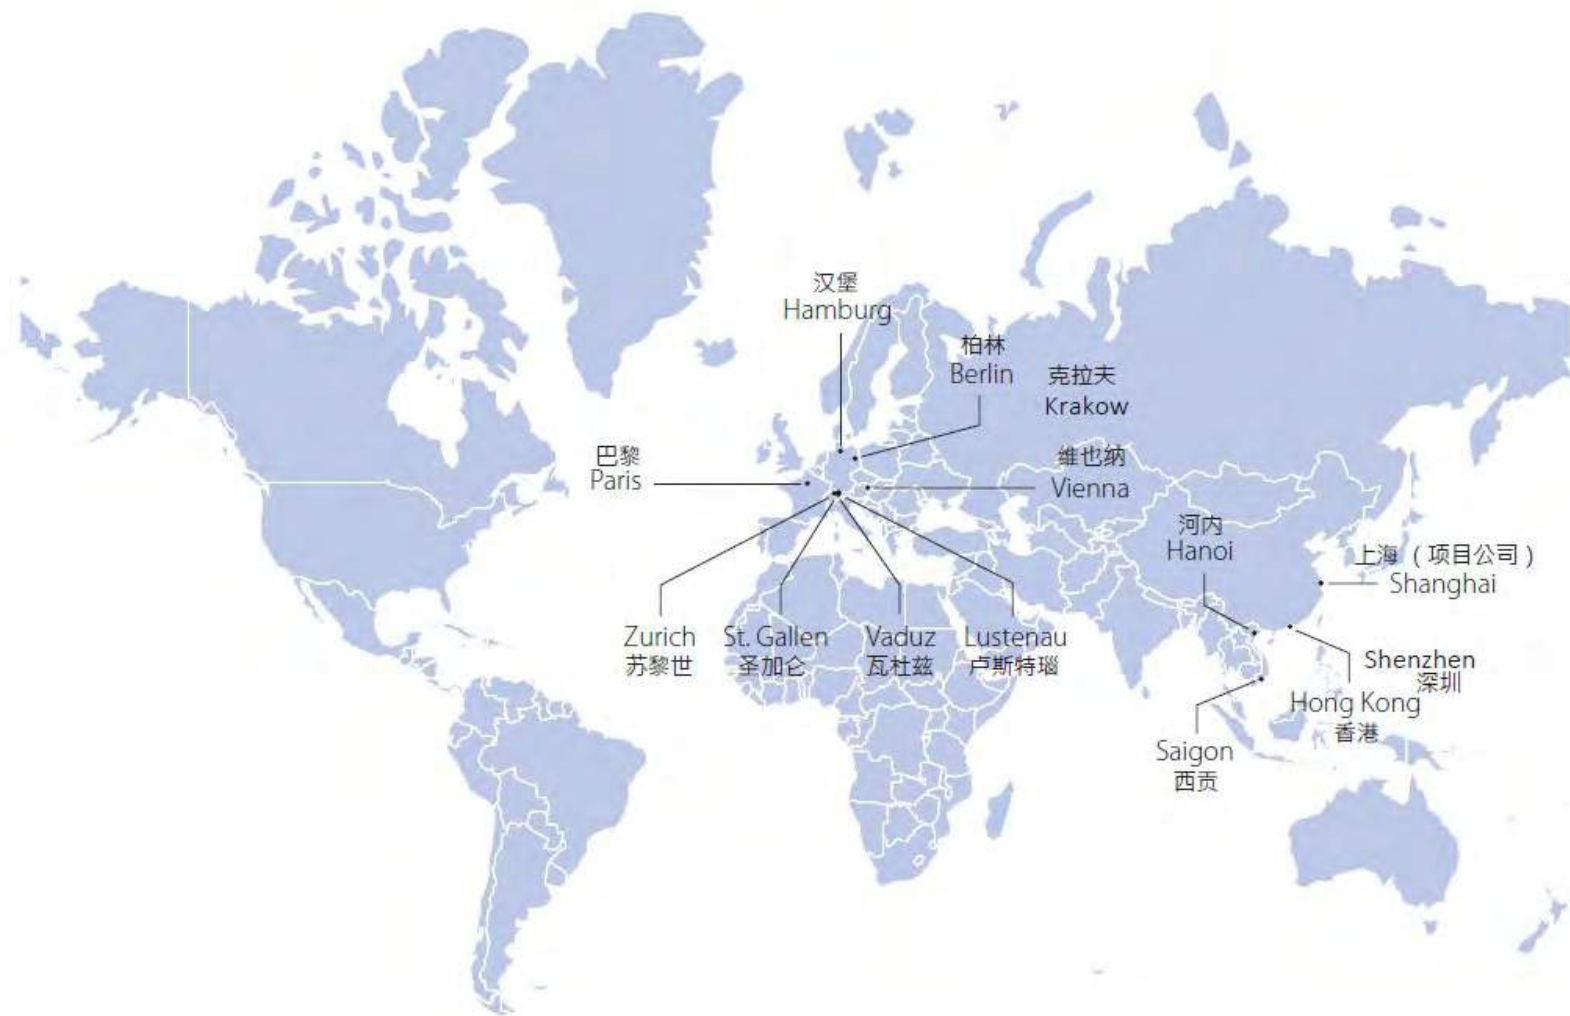 汉堡
Hamburg
柏林
Berlin
克拉夫
Krakow
巴黎
Paris
维也纳
Vienna
河内
Hanoi
上海 （项目公司）
Shanghai
Zurich
苏黎世
St. Gallen
圣加仑
Vaduz
瓦杜兹
Lustenau
卢斯特瑙
Shenzhen
深圳
Hong Kong
香港
Saigon
西贡